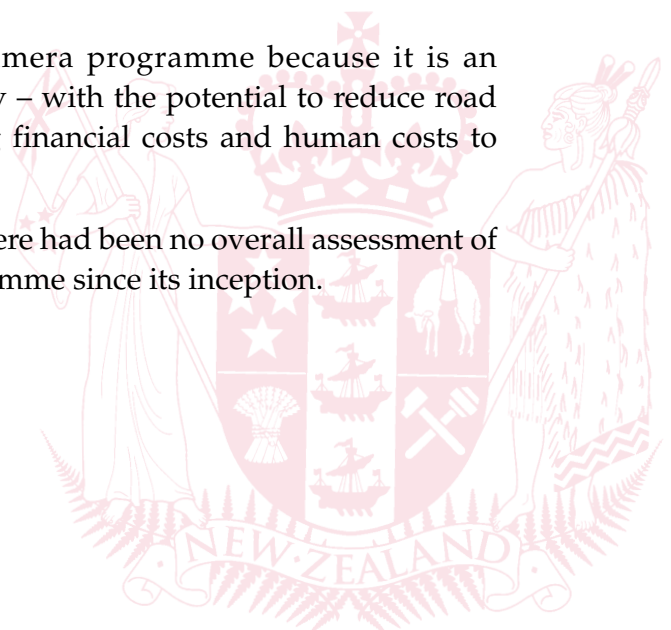 mera programme because it is an
y – with the potential to reduce road
financial costs and human costs to
ere had been no overall assessment of
mme since its inception.
NEW·ZEALAND